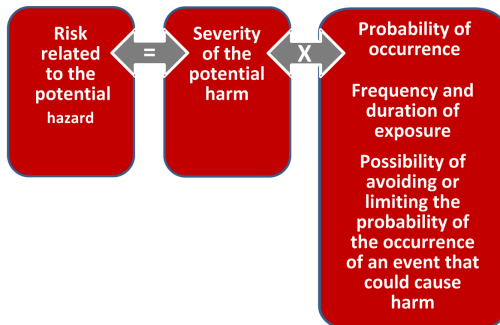 Risk
related
to the
potential
hazard
=
Severity
of the
potential
harm
X
Probability of
occurrence
Frequency and
duration of
exposure
Possibility of
avoiding or
limiting the
probability of
the occurrence
of an event that
could cause
harm